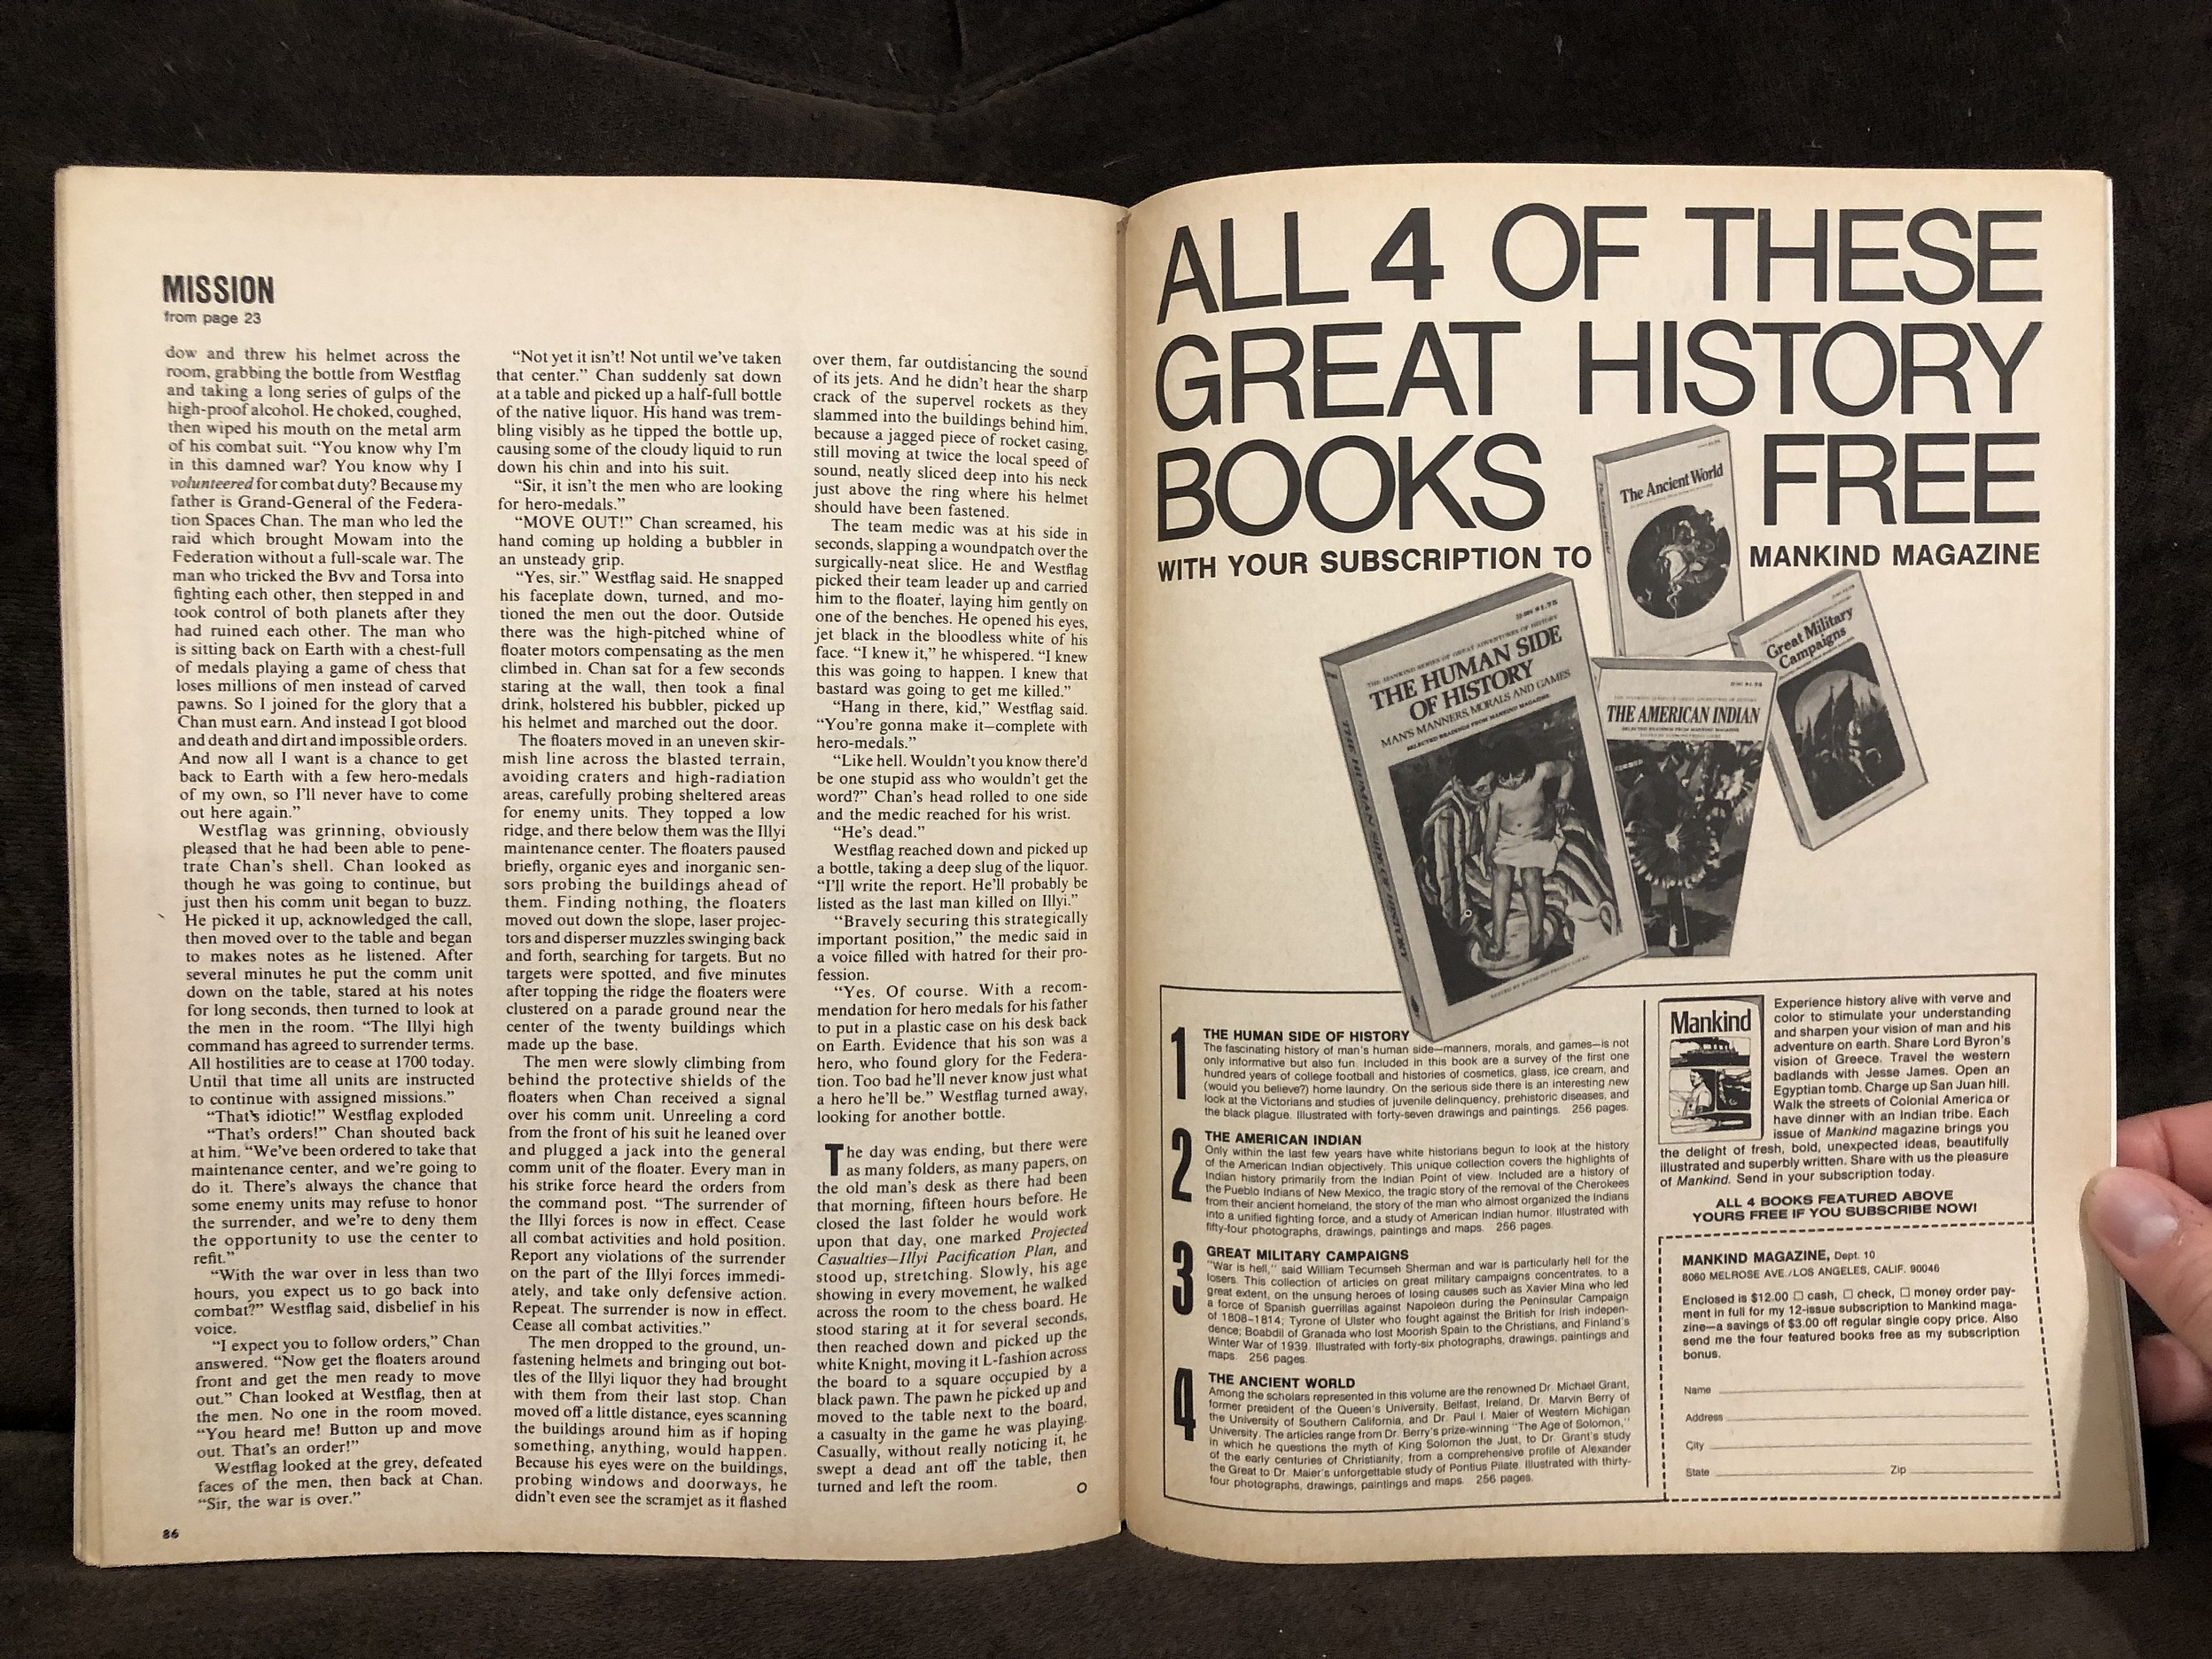 MISSION
from page 23
dow and threw his helmet across the
room, grabbing the bottle from Westflag
and taking a long series of gulps of the
high-proof alcohol. He choked, coughed,
then wiped his mouth on the metal arm
of his combat suit. “You know why I’m
in this damned war? You know why I
volunteered for combat duty? Because my
father is Grand-General of the Federa-
tion Spaces Chan. The man who led the
raid which brought Mowam into the
Federation without a full-scale war. The
man who tricked the Bvv and Torsa into
fighting each other, then stepped in and
took control of both planets after they
had ruined each other. The man who
is sitting back on Earth with a chest-full
of medals playing a game of chess that
loses millions of men instead of carved
pawns. So I joined for the glory that a
Chan must earn. And instead I got blood
and death and dirt and impossible orders.
And now all I want is a chance to get
back to Earth with a few hero-medals
of my own, so I’ll never have to come
out here again.”
Westflag was grinning, obviously
pleased that he had been able to pene-
trate Chan’s shell. Chan looked as
though he was going to continue, but
just then his comm unit began to buzz.
He picked it up, acknowledged the call,
then moved over to the table and began
to makes notes as he listened. After
several minutes he put the comm unit
down on the table, stared at his notes
for long seconds, then turned to look at
the men in the room. “The Illyi high
command has agreed to surrender terms.
All hostilities are to cease at 1700 today.
Until that time all units are instructed
to continue with assigned missions.”
“That’s idiotic!” Westflag exploded
“That’s orders!” Chan shouted back
at him. “We’ve been ordered to take that
maintenance center, and we’re going to
do it. There’s always the chance that
some enemy units may refuse to honor
the surrender, and we’re to deny them
the opportunity to use the center to
refit.”
“With the war over in less than two
hours, you expect us to go back into
combat?” Westflag said, disbelief in his
voice.
“I expect you to follow orders,” Chan
answered. “Now get the floaters around
front and get the men ready to move
out.” Chan looked at Westflag, then at
the men. No one in the room moved.
“You heard me! Button up and move
out. That’s an order!”
Westflag looked at the grey, defeated
faces of the men, then back at Chan.
“Sir, the war is over.”
86
“Not yet it isn’t! Not until we’ve taken
that center.” Chan suddenly sat down
at a table and picked up a half-full bottle
of the native liquor. His hand was trem-
bling visibly as he tipped the bottle up,
causing some of the cloudy liquid to run
down his chin and into his suit.
“Sir, it isn’t the men who are looking
for hero-medals.”
“MOVE OUT!” Chan screamed, his
hand coming up holding a bubbler in
an unsteady grip.
“Yes, sir.” Westflag said. He snapped
his faceplate down, turned, and mo-
tioned the men out the door. Outside
there was the high-pitched whine of
floater motors compensating as the men
climbed in. Chan sat for a few seconds
staring at the wall, then took a final
drink, holstered his bubbler, picked up
his helmet and marched out the door.
The floaters moved in an uneven skir-
mish line across the blasted terrain,
avoiding craters and high-radiation
areas, carefully probing sheltered areas
for enemy units. They topped a low
ridge, and there below them was the Illyi
maintenance center. The floaters paused
briefly, organic eyes and inorganic sen-
sors probing the buildings ahead of
them. Finding nothing, the floaters
moved out down the slope, laser projec-
tors and disperser muzzles swinging back
and forth, searching for targets. But no
targets were spotted, and five minutes
after topping the ridge the floaters were
clustered on a parade ground near the
center of the twenty buildings which
made up the base.
The men were slowly climbing from
behind the protective shields of the
floaters when Chan received a signal
over his comm unit. Unreeling a cord
from the front of his suit he leaned over
and plugged a jack into the general
comm unit of the floater. Every man in
his strike force heard the orders from
the command post. “The surrender of
the Illyi forces is now in effect. Cease
all combat activities and hold position.
Report any violations of the surrender
on the part of the Illyi forces immedi-
ately, and take only defensive action.
Repeat. The surrender is now in effect.
Cease all combat activities.”
The men dropped to the ground, un-
fastening helmets and bringing out bot-
tles of the Illyi liquor they had brought
with them from their last stop. Chan
moved off a little distance, eyes scanning
the buildings around him as if hoping
something, anything, would happen.
Because his eyes were on the buildings,
probing windows and doorways, he
didn’t even see the scramjet as it flashed
over them, far outdistancing the sound
of its jets. And he didn’t hear the sharp
crack of the supervel rockets as they
slammed into the buildings behind him,
because a jagged piece of rocket casing,
still moving at twice the local speed of
sound, neatly sliced deep into his neck
just above the ring where his helmet
should have been fastened.
The team medic was at his side in
seconds, slapping a woundpatch over the
surgically-neat slice. He and Westflag
picked their team leader up and carried
him to the floater, laying him gently on
one of the benches. He opened his eyes,
jet black in the bloodless white of his
face. “I knew it,” he whispered. “I knew
this was going to happen. I knew that
bastard was going to get me killed.”
“Hang in there, kid,” Westflag said.
“You’re gonna make it—complete with
hero-medals.”
“Like hell. Wouldn’t you know there’d
be one stupid ass who wouldn’t get the
word?” Chan’s head rolled to one side
and the medic reached for his wrist.
“He’s dead.”
Westflag reached down and picked up
a bottle, taking a deep slug of the liquor.
“I’ll write the report. He’ll probably be
listed as the last man killed on Illyi.”
“Bravely securing this strategically
important position,” the medic said in
a voice filled with hatred for their pro-
fession.
“Yes. Of course. With a recom-
mendation for hero medals for his father
to put in a plastic case on his desk back
on Earth. Evidence that his son was a
hero, who found glory for the Federa-
tion. Too bad he’ll never know just what
a hero he’ll be.” Westflag turned away,
looking for another bottle.
The day was ending, but there were
as many folders, as many papers, on
the old man’s desk as there had been
that morning, fifteen hours before. He
closed the last folder he would work
upon that day, one marked Projected
Casualties—Illyi Pacification Plan, and
stood up, stretching. Slowly, his age
showing in every movement, he walked
across the room to the chess board. He
stood staring at it for several seconds,
then reached down and picked up the
white Knight, moving it L-fashion across
the board to a square occupied by a
black pawn. The pawn he picked up and
moved to the table next to the board,
a casualty in the game he was playing.
Casually, without really noticing it, he
swept a dead ant off the table, then
turned and left the room.
ALL 4 OF THESE
GREAT HISTORY
BOOKS FREE
WITH YOUR SUBSCRIPTION TO MANKIND MAGAZINE
The Ancient World
Great Military
Campaigns
THE MANKIND SERIES OF GREAT ADVENTURES OF HISTORY
THE HUMAN SIDE
OF HISTORY
MAN'S MANNERS, MORALS AND GAMES
SELECTED READINGS FROM MANKIND MAGAZINE
THE HUMAN SIDE OF HISTORY
THE AMERICAN INDIAN
SELECTED READINGS FROM MANKIND MAGAZINE
1
THE HUMAN SIDE OF HISTORY
The fascinating history of man's human side—manners, morals, and games—is not
only informative but also fun. Included in this book are a survey of the first one
hundred years of college football and histories of cosmetics, glass, ice cream, and
(would you believe?) home laundry. On the serious side there is an interesting new
look at the Victorians and studies of juvenile delinquency, prehistoric diseases, and
the black plague. Illustrated with forty-seven drawings and paintings. 256 pages.
2
THE AMERICAN INDIAN
Only within the last few years have white historians begun to look at the history
of the American Indian objectively. This unique collection covers the highlights of
Indian history primarily from the Indian Point of view. Included are a history of
the Pueblo Indians of New Mexico, the tragic story of the removal of the Cherokees
from their ancient homeland, the story of the man who almost organized the Indians
into a unified fighting force, and a study of American Indian humor. Illustrated with
fifty-four photographs, drawings, paintings and maps. 256 pages.
3
GREAT MILITARY CAMPAIGNS
"War is hell," said William Tecumseh Sherman and war is particularly hell for the
losers. This collection of articles on great military campaigns concentrates, to a
great extent, on the unsung heroes of losing causes such as Xavier Mina who led
a force of Spanish guerrillas against Napoleon during the Peninsular Campaign
of 1808–1814; Tyrone of Ulster who fought against the British for Irish indepen-
dence; Boabdil of Granada who lost Moorish Spain to the Christians, and Finland's
Winter War of 1939. Illustrated with forty-six photographs, drawings, paintings and
maps. 256 pages.
4
THE ANCIENT WORLD
Among the scholars represented in this volume are the renowned Dr. Michael Grant,
former president of the Queen's University, Belfast, Ireland, Dr. Marvin Berry of
the University of Southern California, and Dr. Paul I. Maier of Western Michigan
University. The articles range from Dr. Berry's prize-winning "The Age of Solomon,"
in which he questions the myth of King Solomon the Just, to Dr. Grant's study
of the early centuries of Christianity, from a comprehensive profile of Alexander
the Great to Dr. Maier's unforgettable study of Pontius Pilate. Illustrated with thirty-
four photographs, drawings, paintings and maps. 256 pages.
Mankind
Experience history alive with verve and
color to stimulate your understanding
and sharpen your vision of man and his
adventure on earth. Share Lord Byron's
vision of Greece. Travel the western
badlands with Jesse James. Open an
Egyptian tomb. Charge up San Juan hill.
Walk the streets of Colonial America or
have dinner with an Indian tribe. Each
issue of Mankind magazine brings you
the delight of fresh, bold, unexpected ideas, beautifully
illustrated and superbly written. Share with us the pleasure
of Mankind. Send in your subscription today.
ALL 4 BOOKS FEATURED ABOVE
YOURS FREE IF YOU SUBSCRIBE NOW!
MANKIND MAGAZINE, Dept. 10
8060 MELROSE AVE./LOS ANGELES, CALIF. 90046
Enclosed is $12.00 ☐ cash, ☐ check, ☐ money order pay-
ment in full for my 12-issue subscription to Mankind maga-
zine—a savings of $3.00 off regular single copy price. Also
send me the four featured books free as my subscription
bonus.
Name
Address
City
State Zip